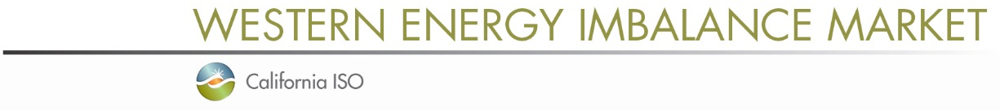 WESTERN ENERGY IMBALANCE MARKET
California ISO